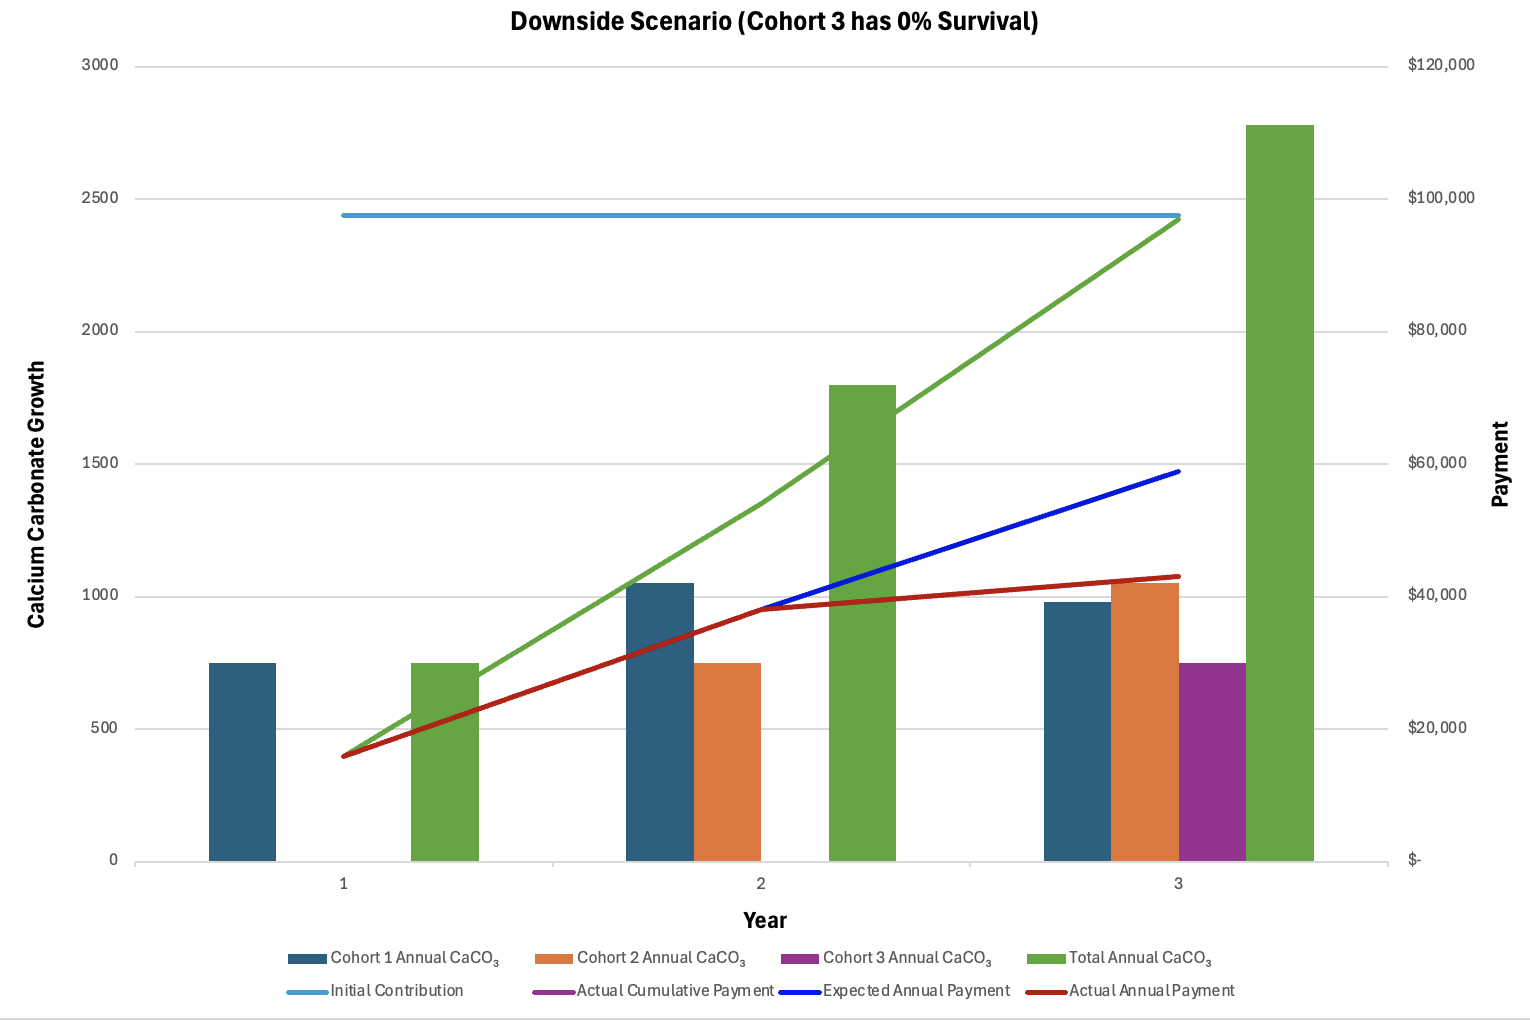 Downside Scenario (Cohort 3 has 0% Survival)
3000
2500
2000
1500
1000
500
0
Calcium Carbonate Growth
$120,000
$100,000
$80,000
$60,000
$40,000
$20,000
$-
Payment
1 2 3
Year
Cohort 1 Annual CaCO₃ Cohort 2 Annual CaCO₃ Cohort 3 Annual CaCO₃ Total Annual CaCO₃
Initial Contribution Actual Cumulative Payment Expected Annual Payment Actual Annual Payment